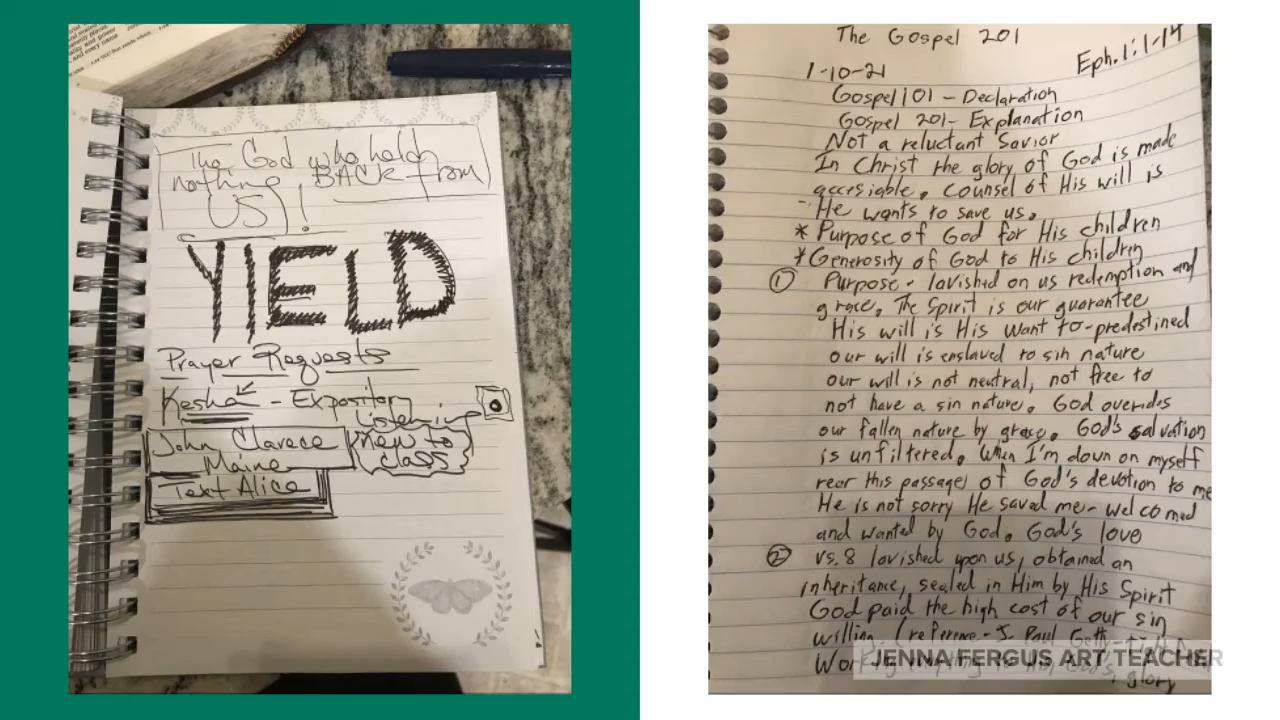 The God who held
nothing BACK from
US!
YIELD
Prayer Requests
Kesha - Expository
Listening
John Clarece
Maine
New to
class
Text Alice
The Gospel 201
Eph. 1:1-14
1-10-21
Gospel 101 - Declaration
Gospel 201 - Explanation
Not a reluctant Savior
In Christ the glory of God is made
accesiable. counsel of His will is
- He wants to save us.
* Purpose of God for His children
* Generosity of God to His children
① Purpose - lavished on us redemption and
grace. The Spirit is our guarantee
His will is His want to - predestined
our will is enslaved to sin nature
our will is not neutral, not free to
not have a sin nature. God overides
our fallen nature by grace. God's salvation
is unfiltered. When I'm down on myself
rear this passages of God's devotion to me
He is not sorry He saved me - welcomed
and wanted by God. God's love
② vs. 8 lavished upon us, obtained an
inheritance, sealed in Him by His Spirit
God paid the high cost of our sin
willing (referene - J. Paul Getty
glory
JENNA FERGUS ART TEACHER